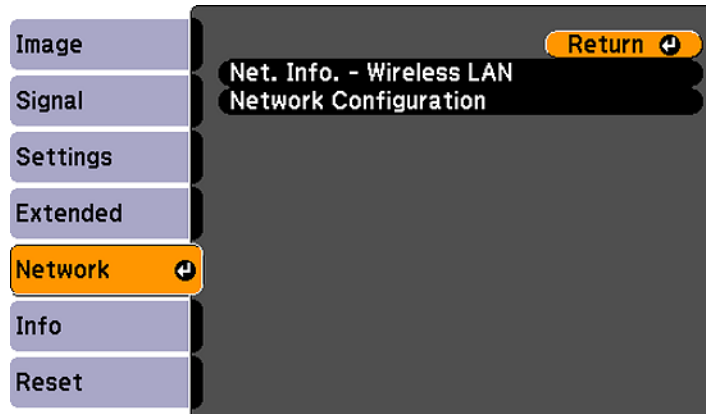 Image
Signal
Settings
Extended
Network
Info
Reset
Return
Net. Info. - Wireless LAN
Network Configuration